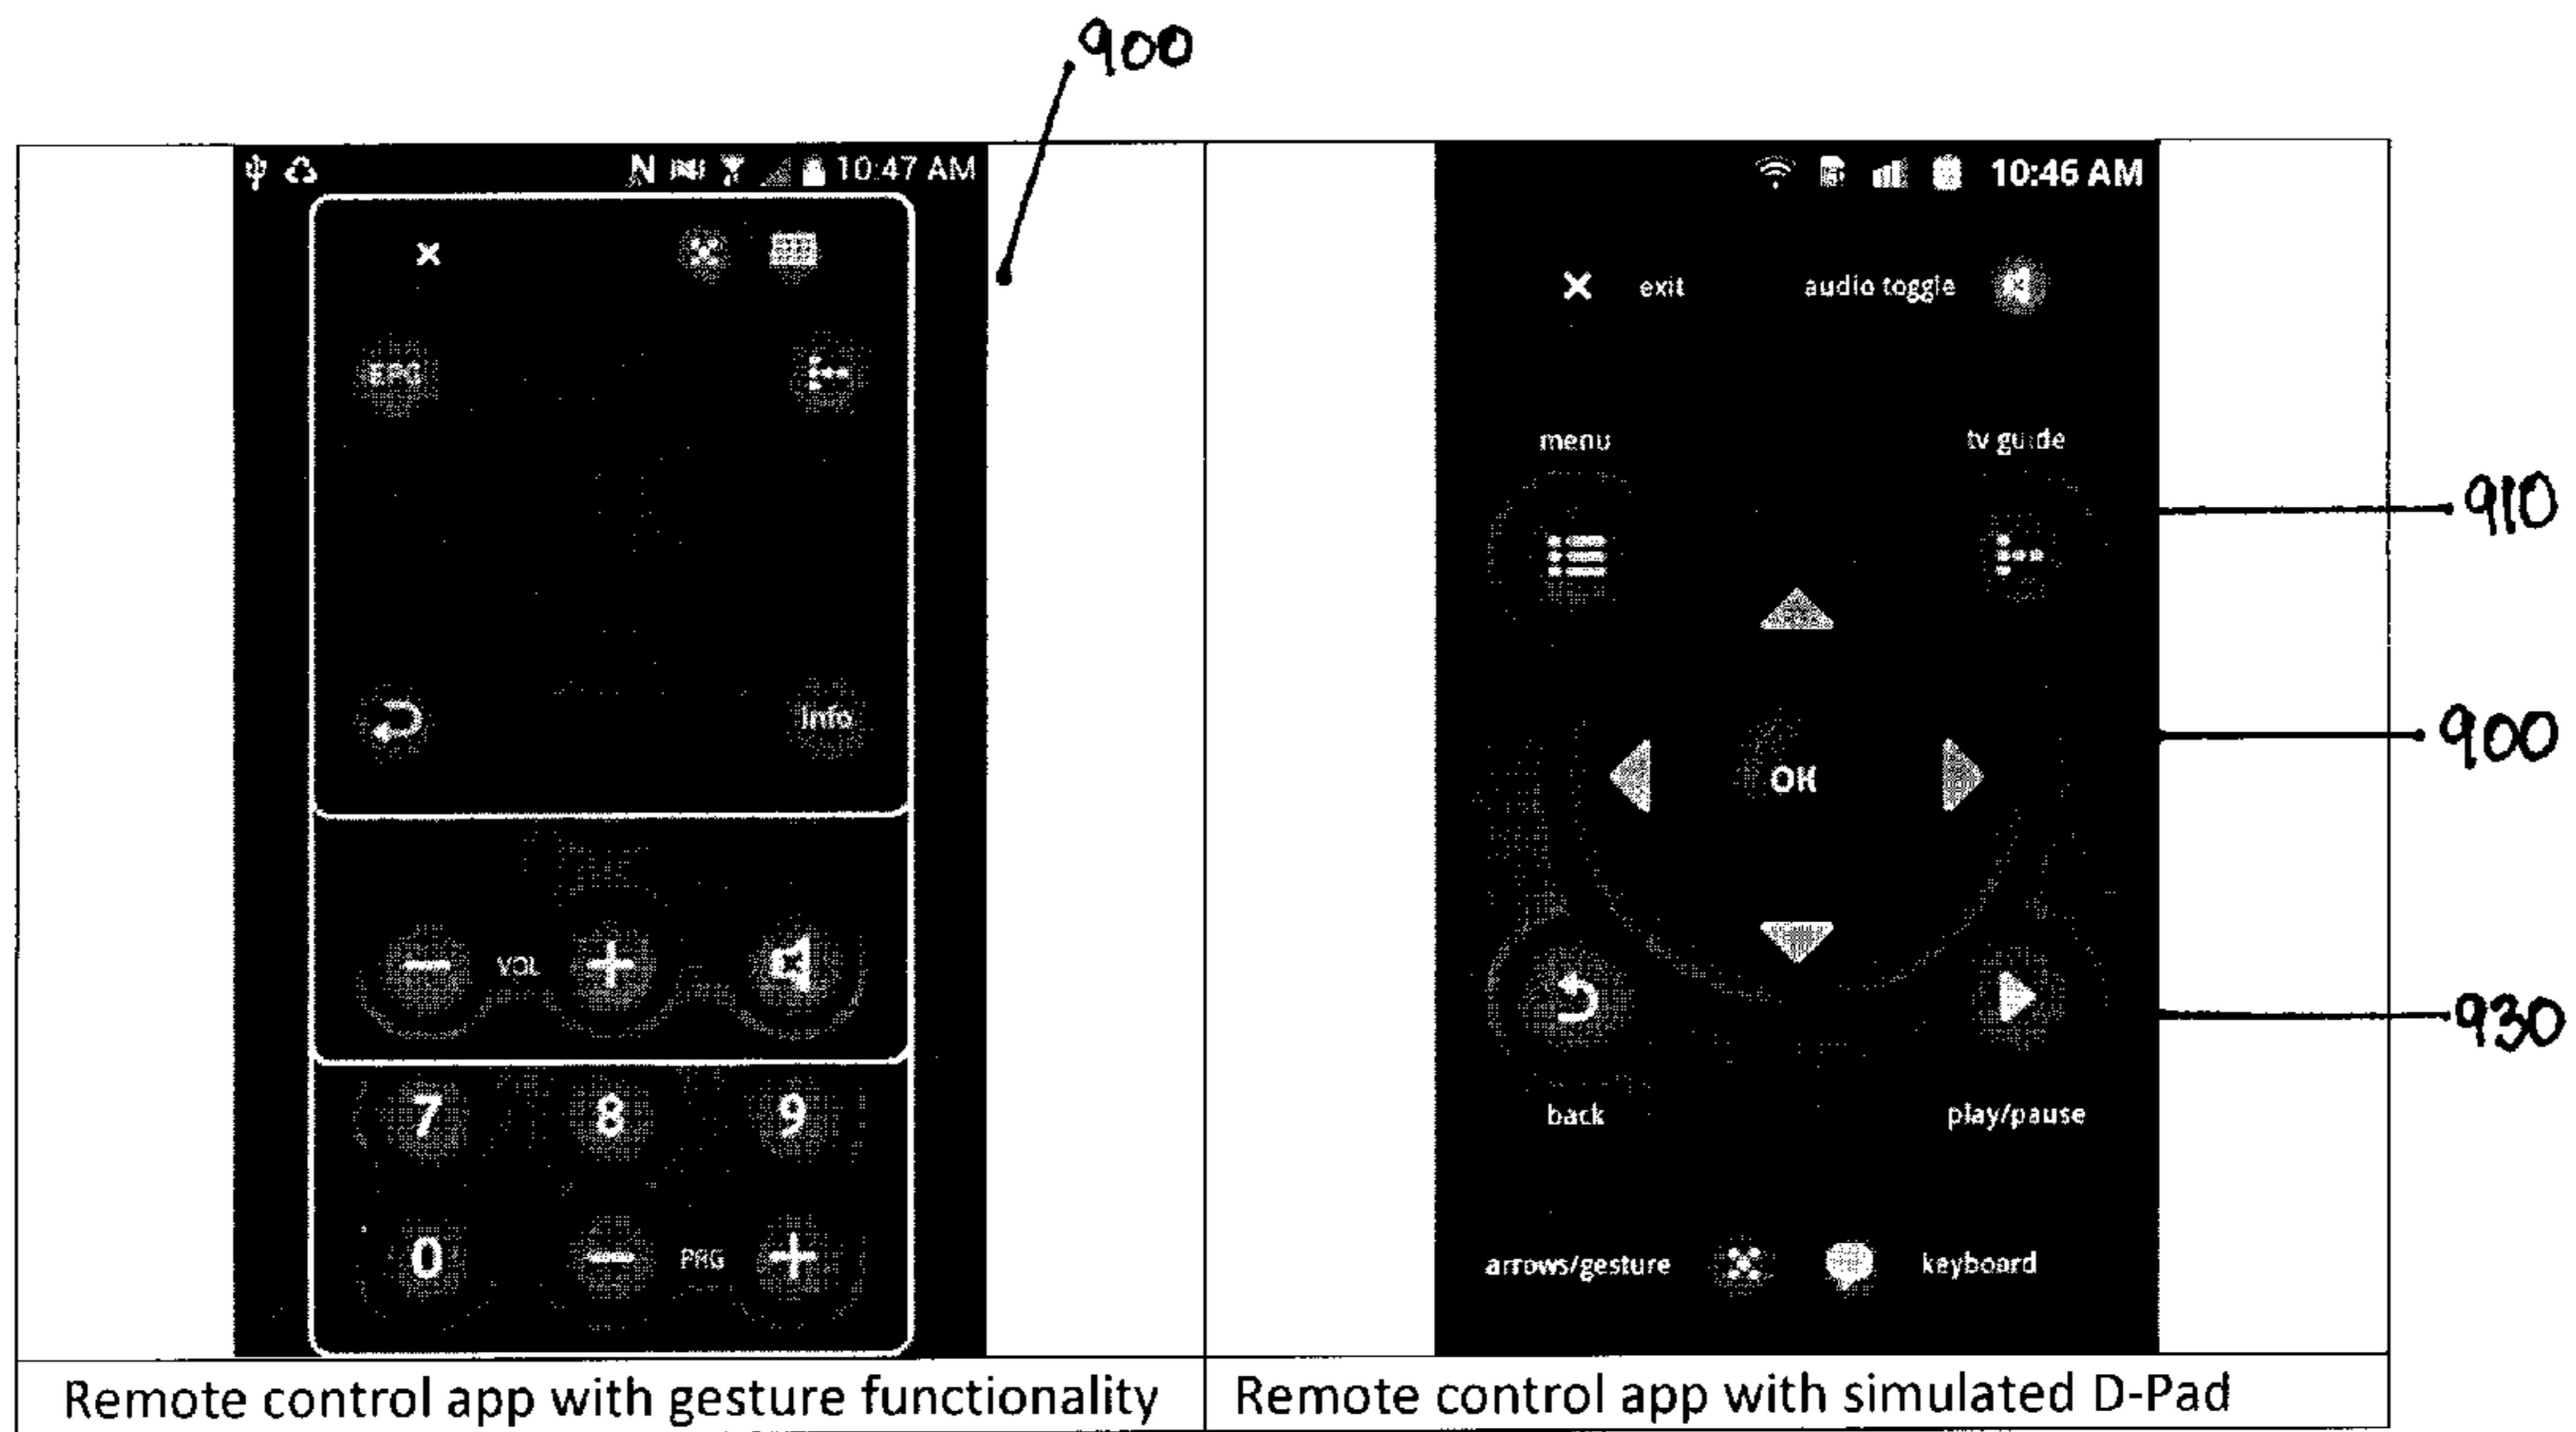 900
10:47 AM
EPG
Info
VOL
7 8 9
0 PRG
Remote control app with gesture functionality
10:46 AM
exit audio toggle
menu tv guide
910
900
OK
930
back play/pause
arrows/gesture keyboard
Remote control app with simulated D-Pad